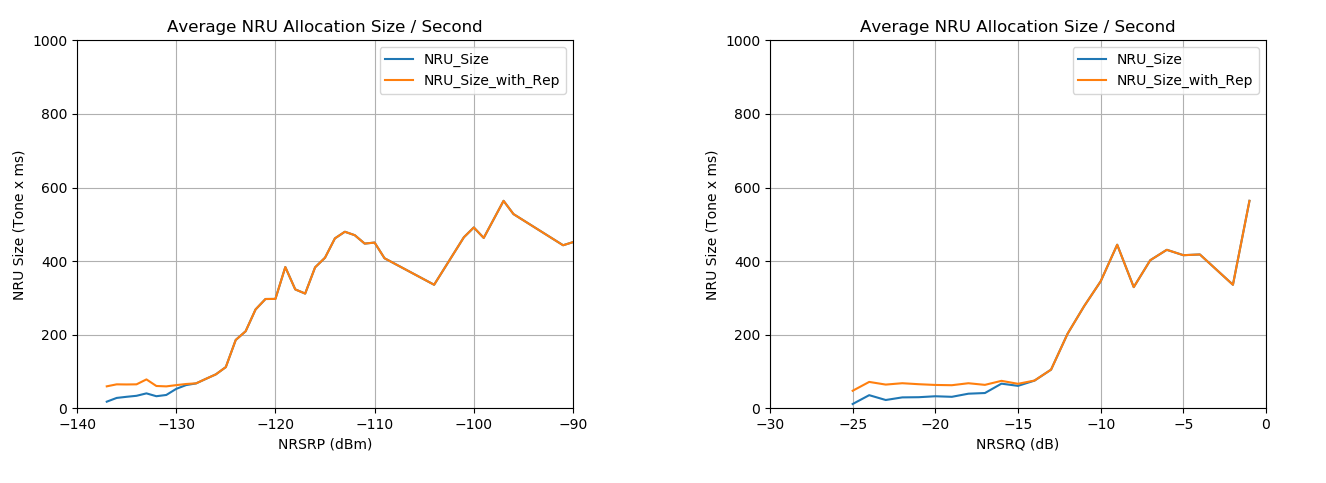 Average NRU Allocation Size / Second
NRU_Size
NRU_Size_with_Rep
1000
800
600
400
200
0
NRU Size (Tone x ms)
−140
−130
−120
−110
−100
−90
NRSRP (dBm)
Average NRU Allocation Size / Second
NRU_Size
NRU_Size_with_Rep
1000
800
600
400
200
0
NRU Size (Tone x ms)
−30
−25
−20
−15
−10
−5
0
NRSRQ (dB)